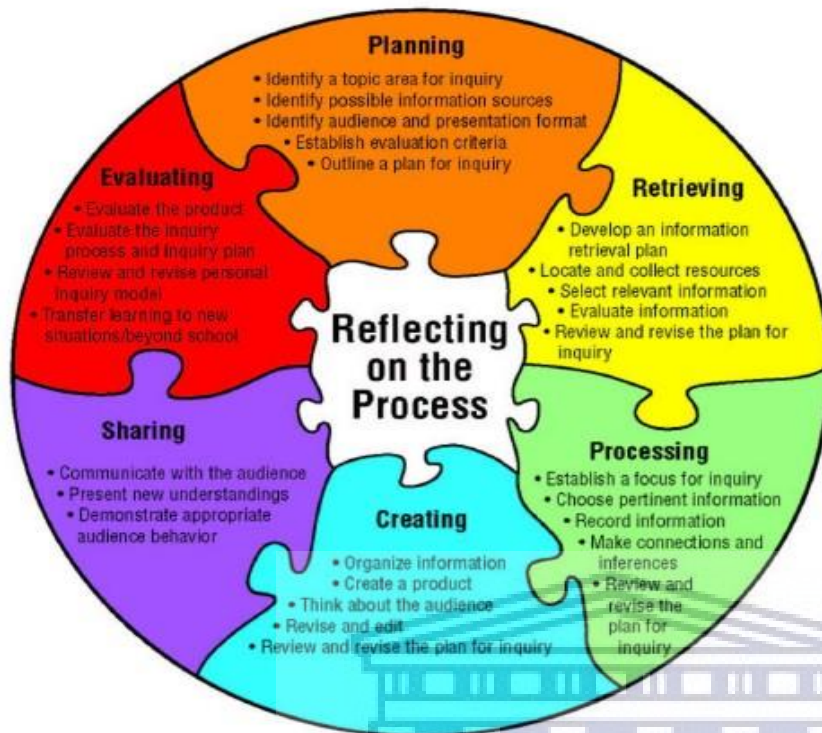 Planning
• Identify a topic area for inquiry
• Identify possible information sources
• Identify audience and presentation format
• Establish evaluation criteria
• Outline a plan for inquiry
Retrieving
• Develop an information
retrieval plan
• Locate and collect resources
• Select relevant information
• Evaluate information
• Review and revise the plan for
inquiry
Processing
• Establish a focus for inquiry
• Choose pertinent information
• Record information
• Make connections and
inferences
• Review and
revise the
plan for
inquiry
Creating
• Organize information
• Create a product
• Think about the audience
• Revise and edit
• Review and revise the plan for inquiry
Sharing
• Communicate with the audience
• Present new understandings
• Demonstrate appropriate
audience behavior
Evaluating
• Evaluate the product
• Evaluate the inquiry
process and inquiry plan
• Review and revise personal
inquiry model
• Transfer learning to new
situations/beyond school
Reflecting
on the
Process